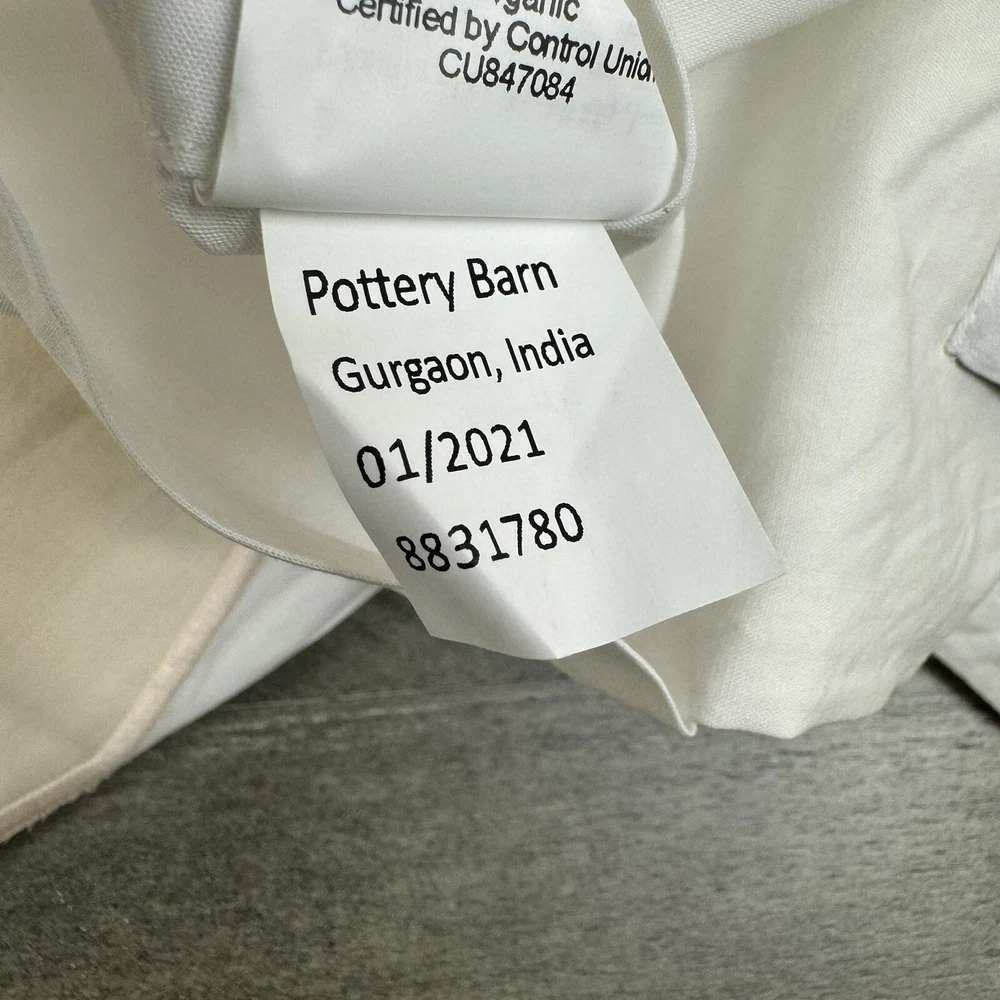 Certified by Control Union
CU847084
Pottery Barn
Gurgaon, India
01/2021
8831780